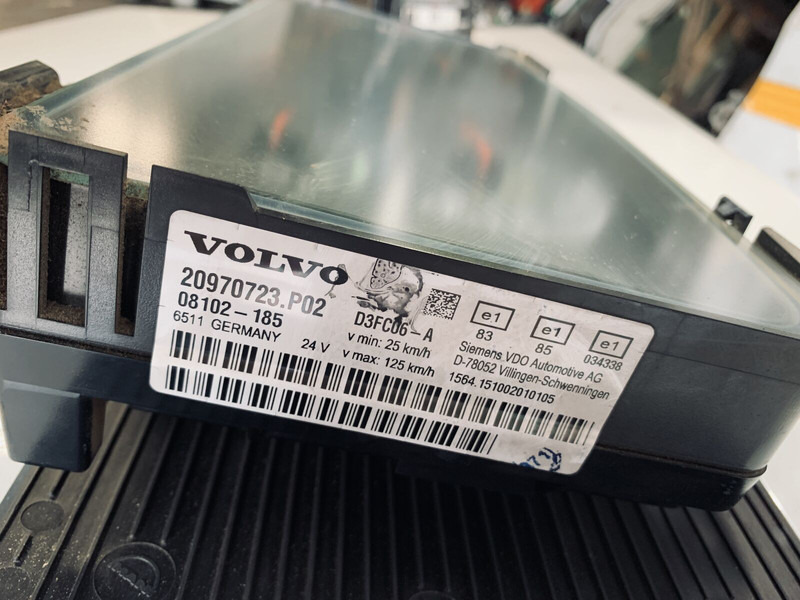 VOLVO
20970723.P02
08102-185
6511 GERMANY
24 V
D3FC06-A
v min: 25 km/h
v max: 125 km/h
e1
83
e1
85
e1
034338
Siemens VDO Automotive AG
D-78052 Villingen-Schwenningen
1564.151002010105